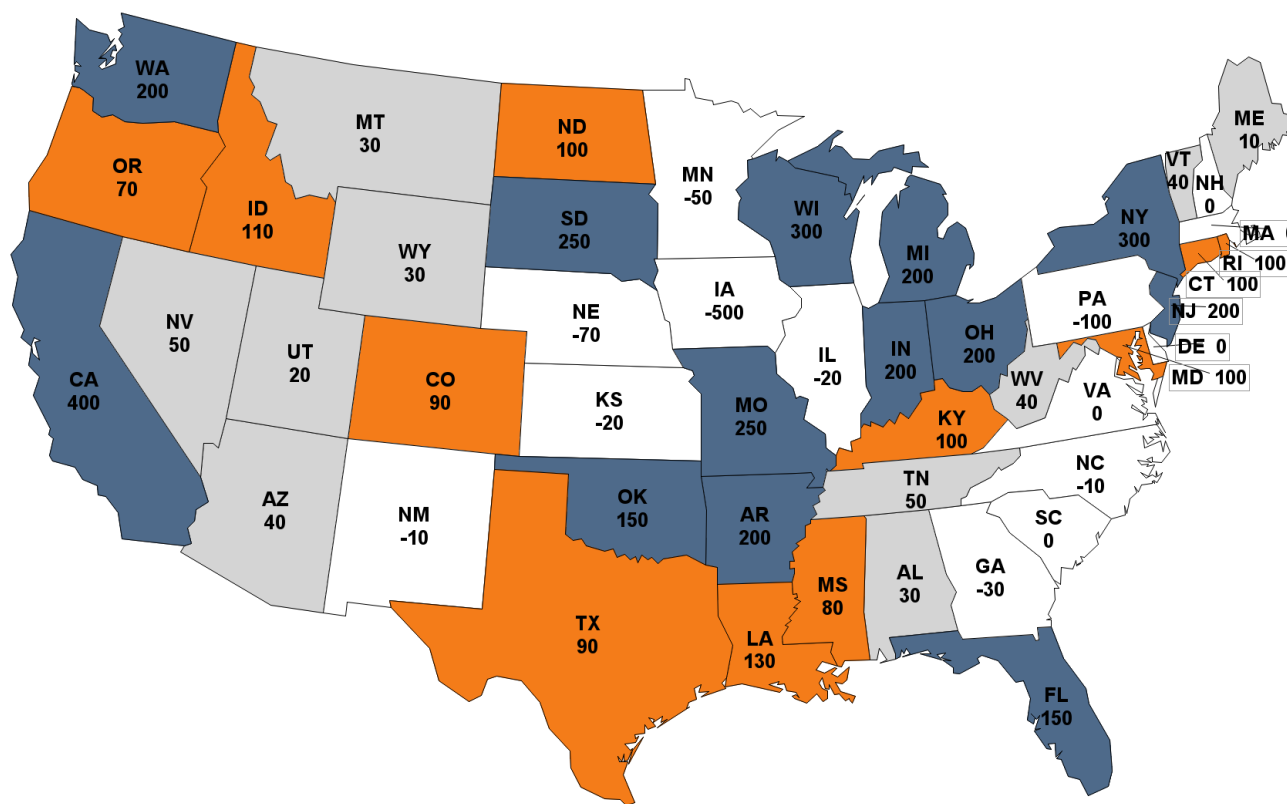 WA
200
OR
70
CA
400
ID
110
NV
50
MT
30
WY
30
UT
20
AZ
40
CO
90
NM
-10
ND
100
SD
250
NE
-70
KS
-20
OK
150
TX
90
MN
-50
IA
-500
MO
250
AR
200
LA
130
WI
300
IL
-20
MS
80
MI
200
IN
200
OH
200
KY
100
TN
50
AL
30
GA
-30
FL
150
SC
0
NC
-10
VA
0
WV
40
PA
-100
NY
300
VT
40
NH
0
ME
10
MA
RI 100
CT 100
NJ 200
DE 0
MD 100